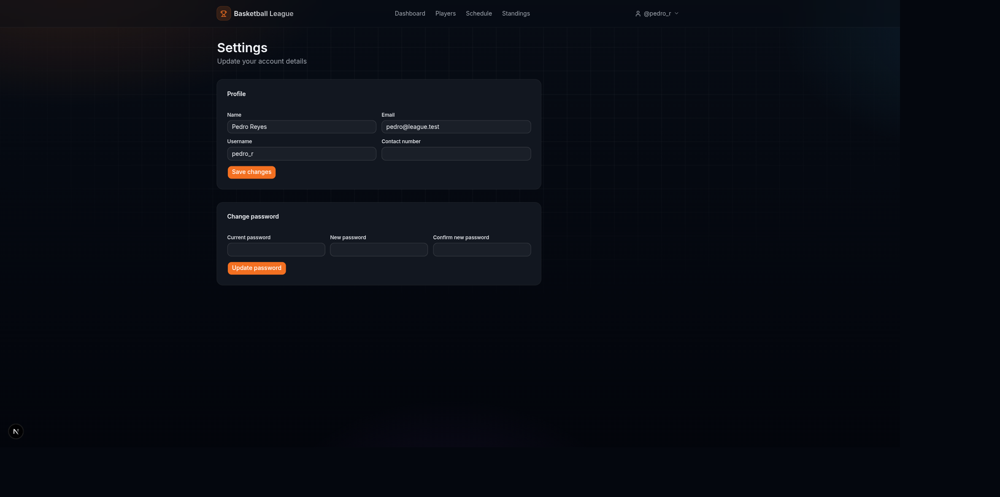 Basketball League
Dashboard Players Schedule Standings
@pedro_r
Settings
Update your account details
Profile
Name Email
Pedro Reyes pedro@league.test
Username Contact number
pedro_r
Save changes
Change password
Current password New password Confirm new password
Update password
N